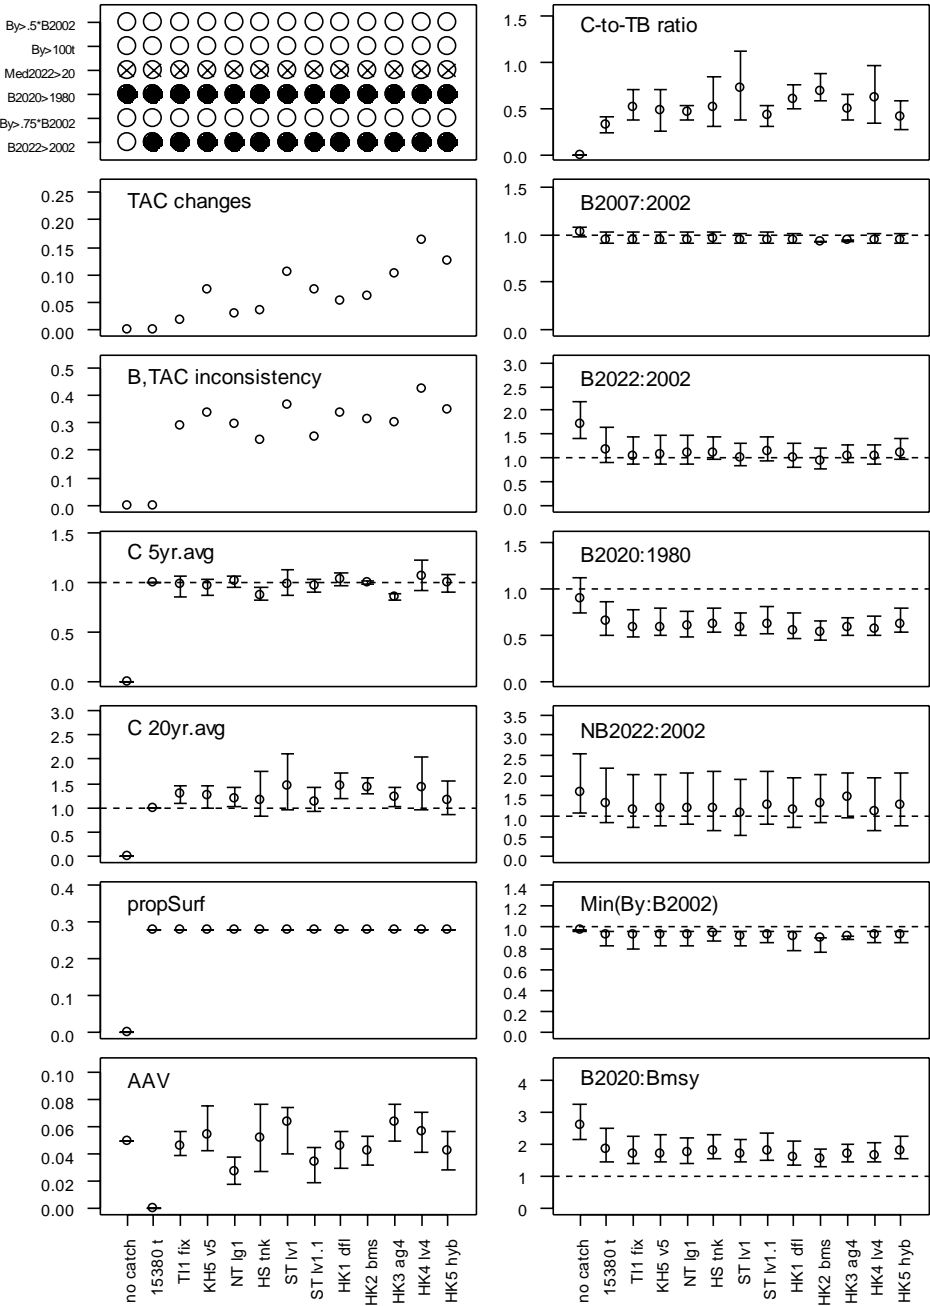 By>.5*B2002
By>100t
Med2022>20
B2020>1980
By>.75*B2002
B2022>2002
C-to-TB ratio
1.5
1.0
0.5
0.0
TAC changes
0.25
0.20
0.15
0.10
0.05
0.00
B2007:2002
1.5
1.0
0.5
0.0
B,TAC inconsistency
0.5
0.4
0.3
0.2
0.1
0.0
B2022:2002
3.0
2.5
2.0
1.5
1.0
0.5
0.0
C 5yr.avg
1.5
1.0
0.5
0.0
B2020:1980
1.5
1.0
0.5
0.0
C 20yr.avg
3.0
2.5
2.0
1.5
1.0
0.5
0.0
NB2022:2002
3.5
3.0
2.5
2.0
1.5
1.0
0.5
0.0
propSurf
0.4
0.3
0.2
0.1
0.0
Min(By:B2002)
1.4
1.2
1.0
0.8
0.6
0.4
0.2
0.0
AAV
0.10
0.08
0.06
0.04
0.02
0.00
B2020:Bmsy
4
3
2
1
0
no catch
15380 t
TI1 fix
KH5 v5
NT lg1
HS tnk
ST lv1
ST lv1.1
HK1 dfl
HK2 bms
HK3 ag4
HK4 lv4
HK5 hyb
no catch
15380 t
TI1 fix
KH5 v5
NT lg1
HS tnk
ST lv1
ST lv1.1
HK1 dfl
HK2 bms
HK3 ag4
HK4 lv4
HK5 hyb